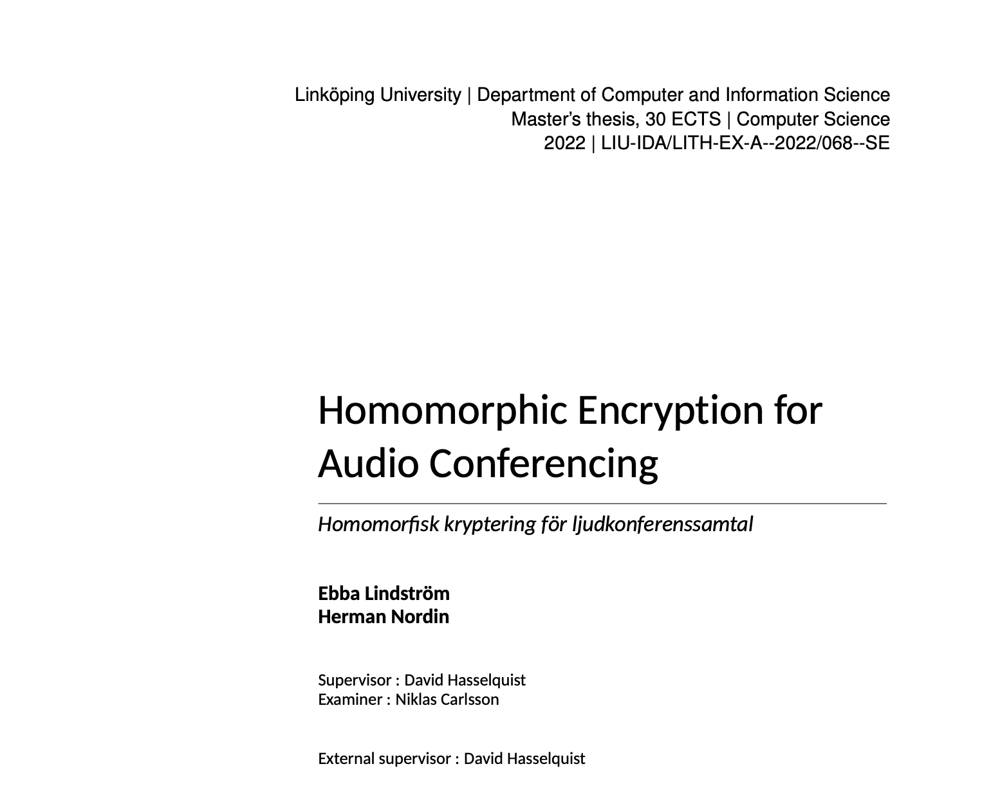 Linköping University | Department of Computer and Information Science
Master’s thesis, 30 ECTS | Computer Science
2022 | LIU-IDA/LITH-EX-A--2022/068--SE
Homomorphic Encryption for
Audio Conferencing
Homomorfisk kryptering för ljudkonferenssamtal
Ebba Lindström
Herman Nordin
Supervisor : David Hasselquist
Examiner : Niklas Carlsson
External supervisor : David Hasselquist